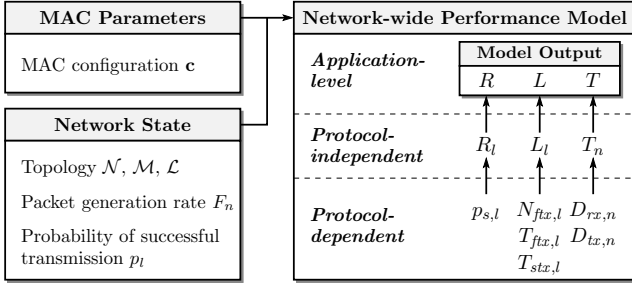 MAC Parameters
MAC configuration c
Network State
Topology 𝒩, ℳ, ℒ
Packet generation rate F_n
Probability of successful
transmission p_l
Network-wide Performance Model
Application-
level
Model Output
R L T
Protocol-
independent
R_l L_l T_n
Protocol-
dependent
p_{s,l} N_{ftx,l} D_{rx,n}
T_{ftx,l} D_{tx,n}
T_{stx,l}